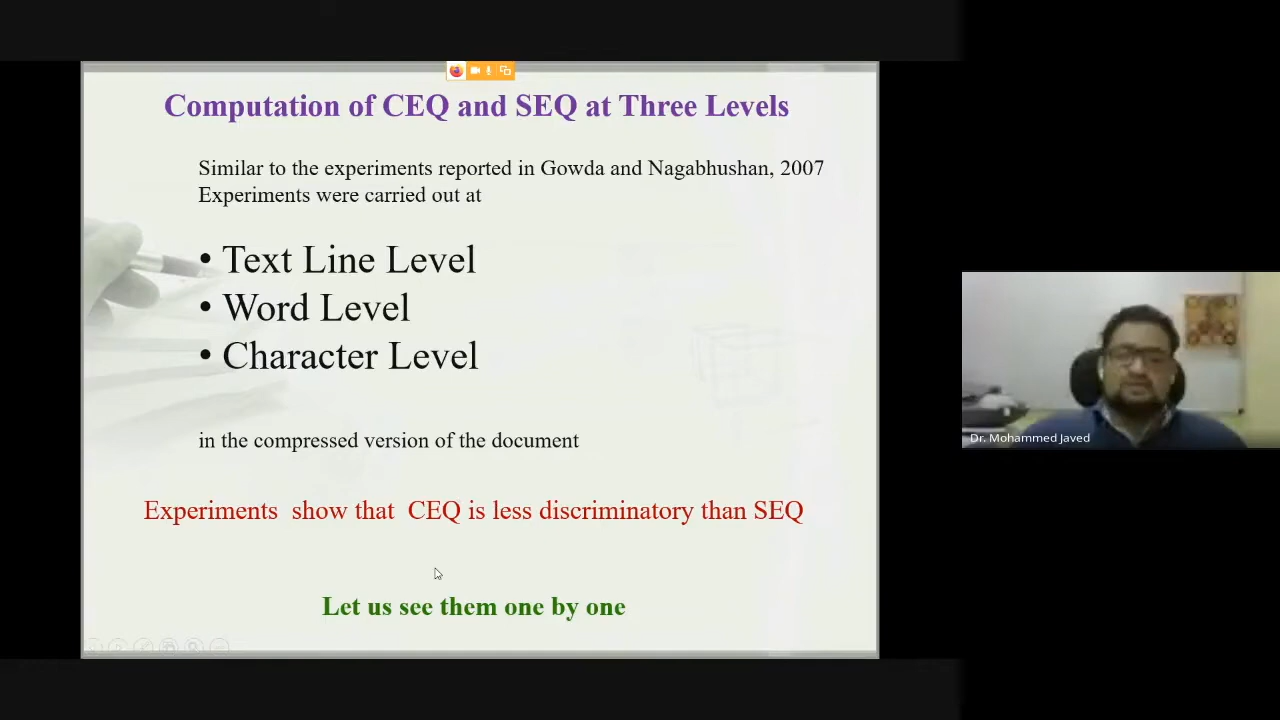 Computation of CEQ and SEQ at Three Levels
Similar to the experiments reported in Gowda and Nagabhushan, 2007
Experiments were carried out at
• Text Line Level
• Word Level
• Character Level
in the compressed version of the document
Experiments show that CEQ is less discriminatory than SEQ
Let us see them one by one
Dr. Mohammed Javed